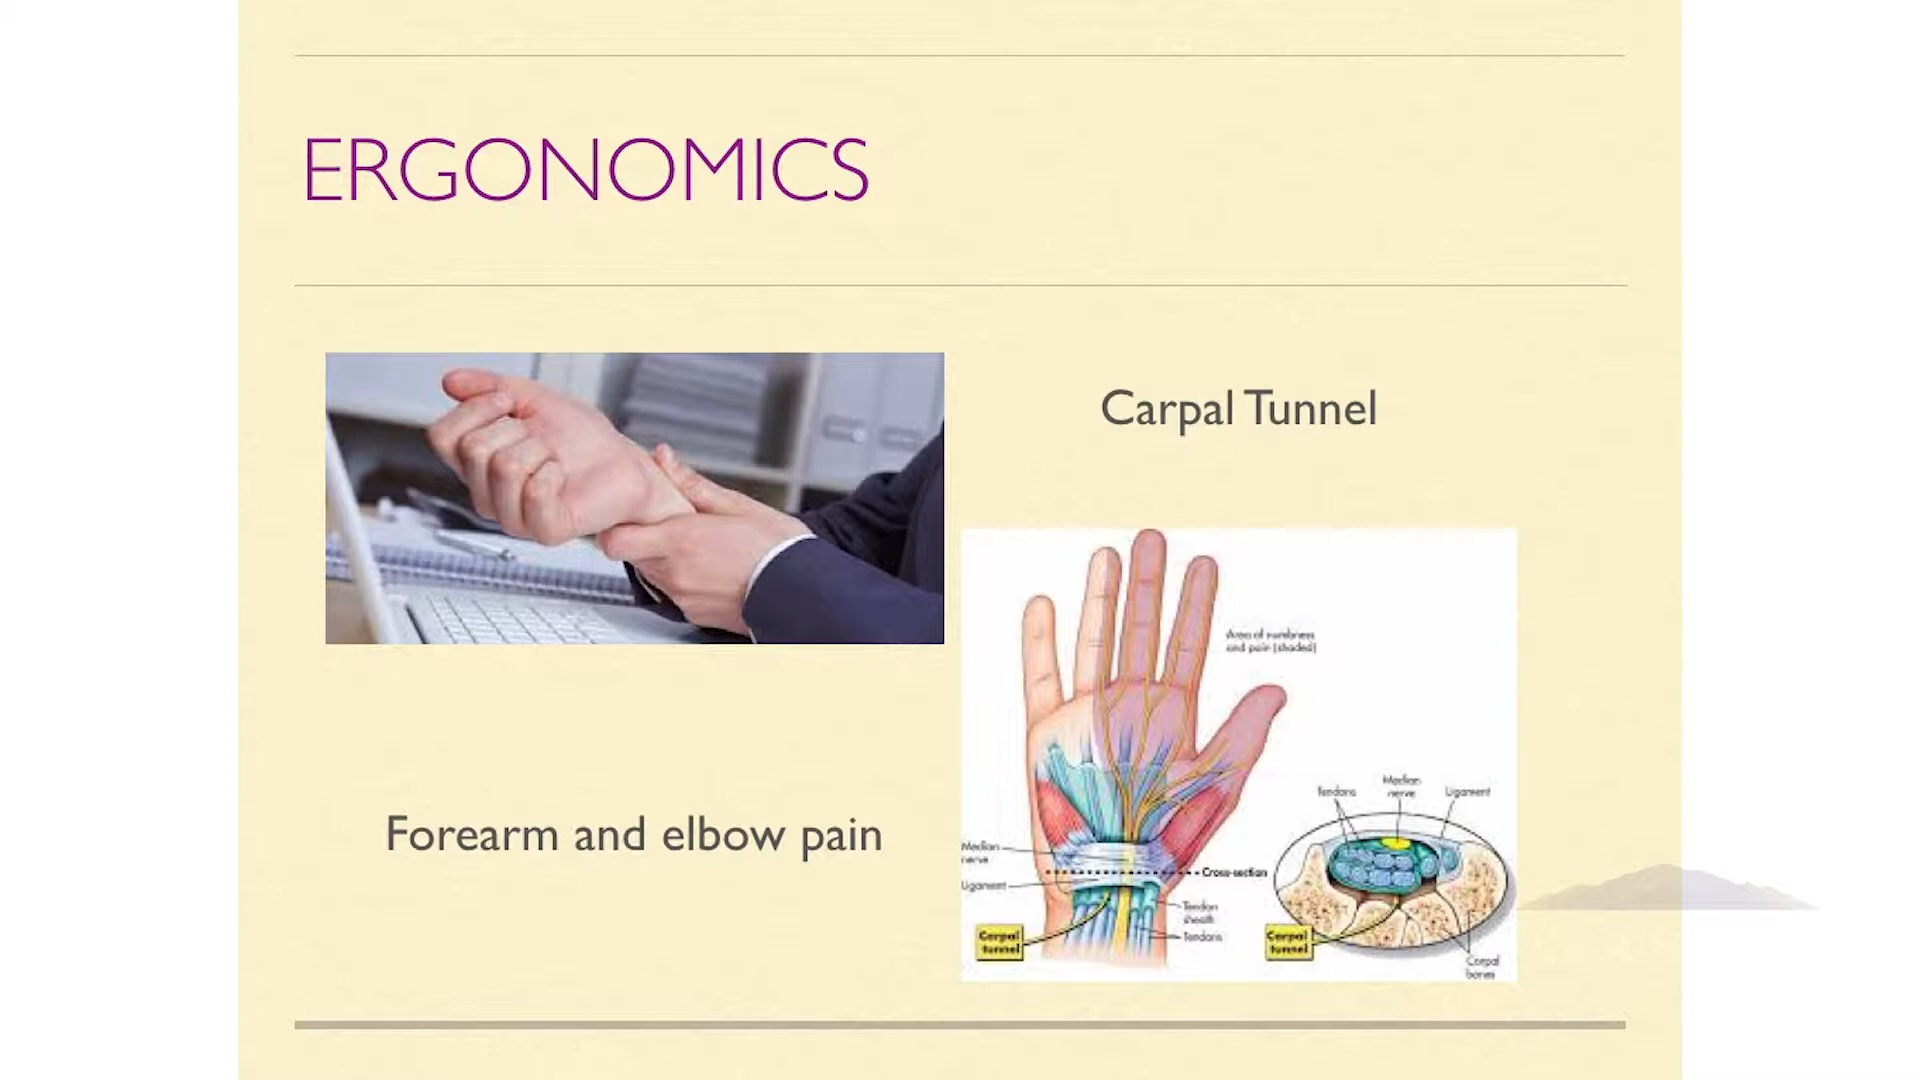 ERGONOMICS
Carpal Tunnel
Forearm and elbow pain
Area of numbness
and pain (shaded)
Median
nerve
Ligament
Carpal
tunnel
Cross-section
Tendon
sheath
Tendons
Tendons
Median
nerve
Ligament
Carpal
tunnel
Carpal
bones